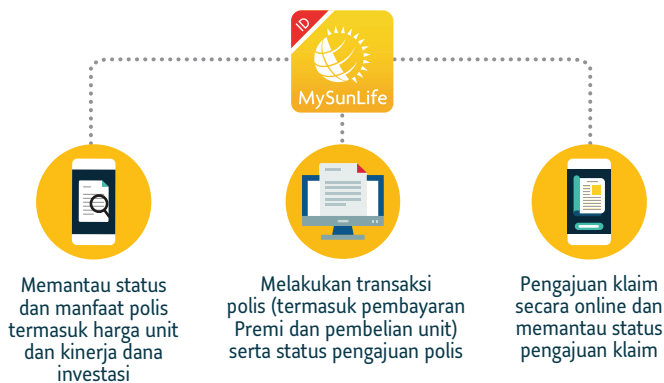 ID
MySunLife
Memantau status
dan manfaat polis
termasuk harga unit
dan kinerja dana
investasi
Melakukan transaksi
polis (termasuk pembayaran
Premi dan pembelian unit)
serta status pengajuan polis
Pengajuan klaim
secara online dan
memantau status
pengajuan klaim